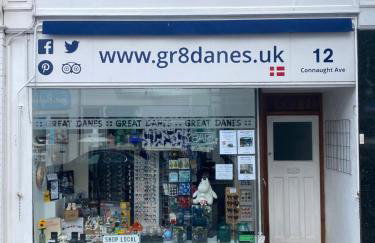 www.gr8danes.uk
12
Connaught Ave
GREAT DANES :: GREAT DANES :: GREAT DANES
SHOP LOCAL